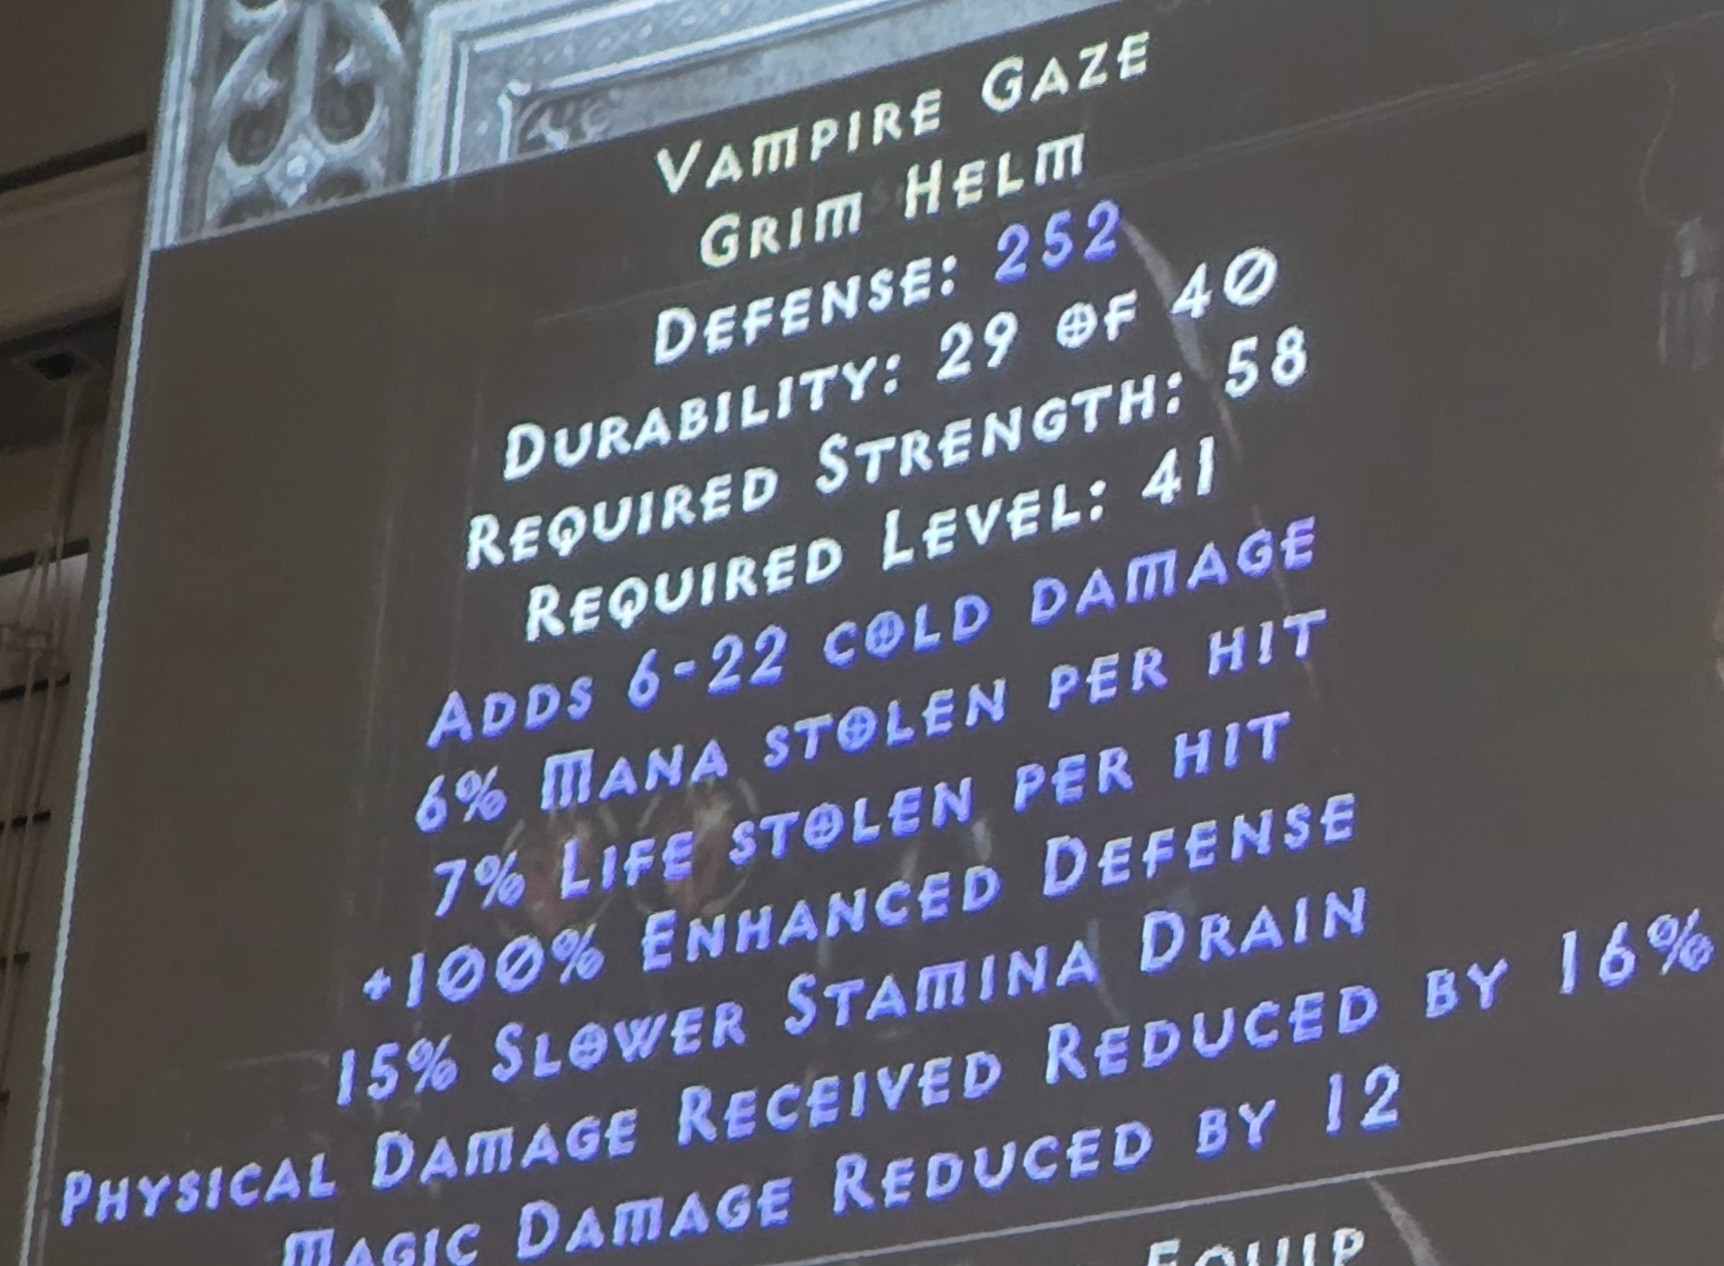 Vampire Gaze
Grim Helm
Defense: 252
Durability: 29 of 40
Required Strength: 58
Required Level: 41
Adds 6-22 cold damage
6% Mana stolen per hit
7% Life stolen per hit
+100% Enhanced Defense
15% Slower Stamina Drain
Physical Damage Received Reduced by 16%
Magic Damage Reduced by 12
Equip